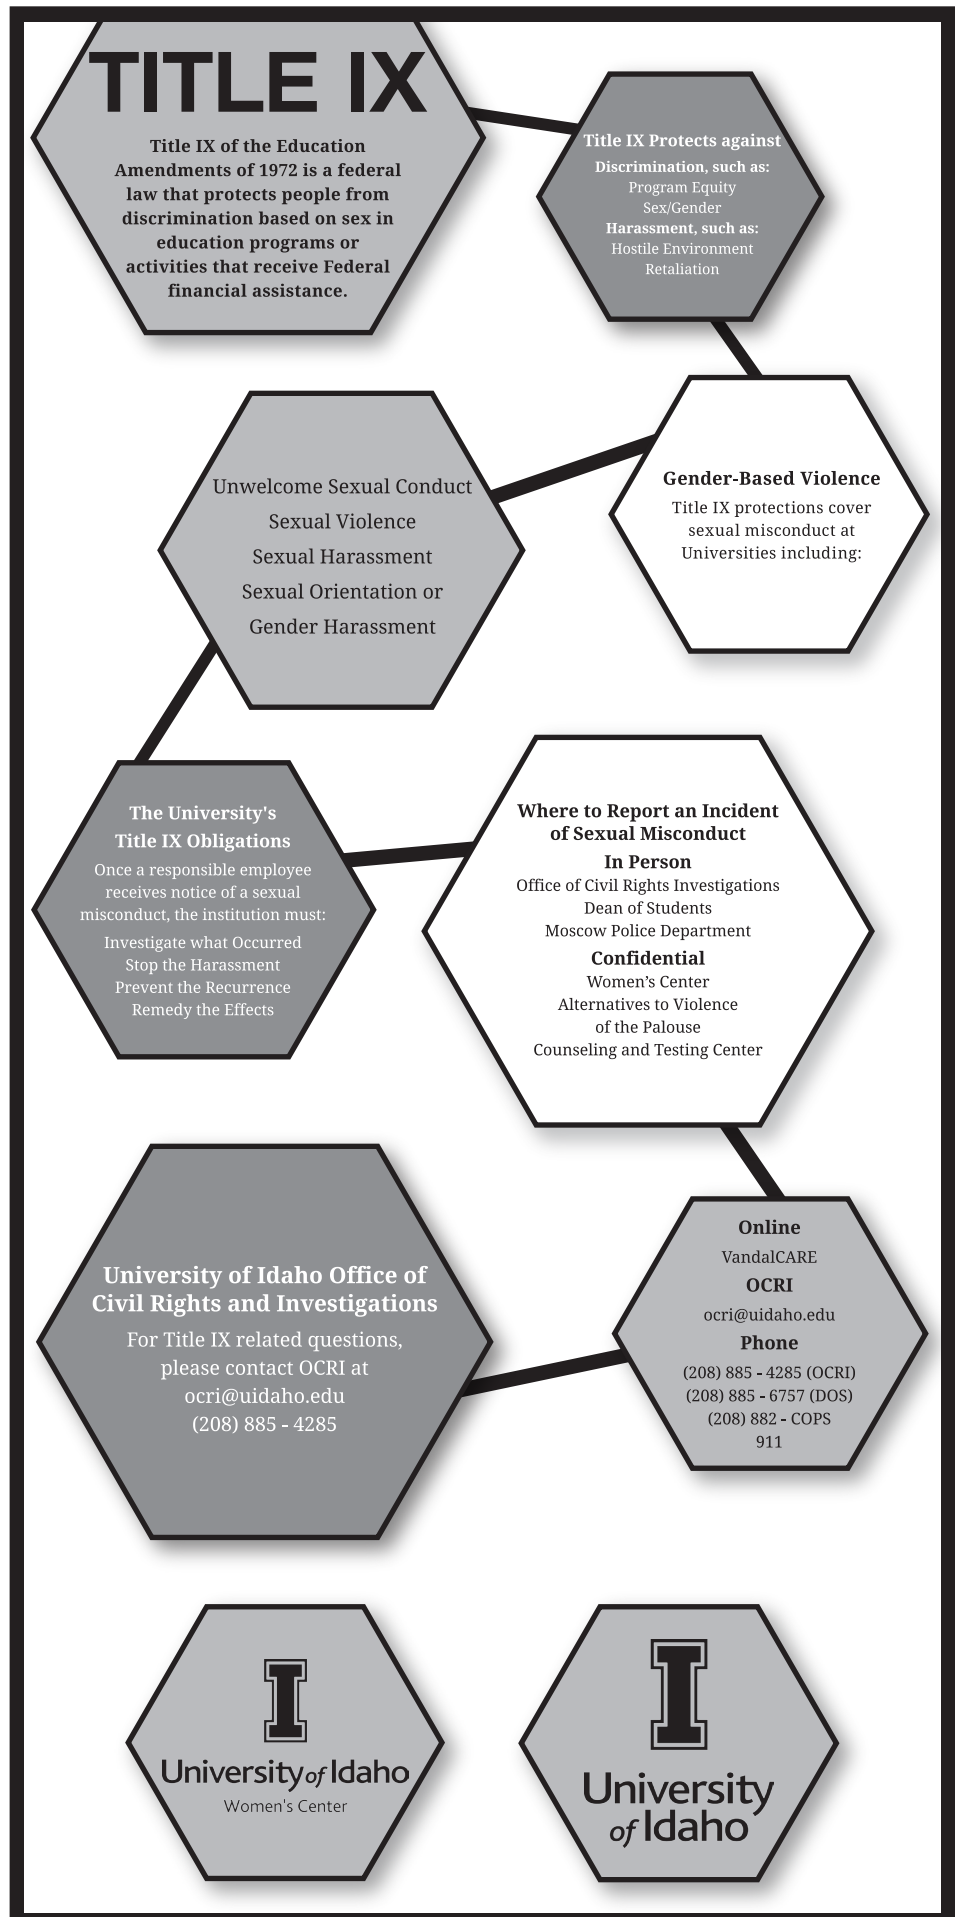 TITLE IX
Title IX of the Education
Amendments of 1972 is a federal
law that protects people from
discrimination based on sex in
education programs or
activities that receive Federal
financial assistance.
Title IX Protects against
Discrimination, such as:
Program Equity
Sex/Gender
Harassment, such as:
Hostile Environment
Retaliation
Gender-Based Violence
Title IX protections cover
sexual misconduct at
Universities including:
Unwelcome Sexual Conduct
Sexual Violence
Sexual Harassment
Sexual Orientation or
Gender Harassment
The University's
Title IX Obligations
Once a responsible employee
receives notice of a sexual
misconduct, the institution must:
Investigate what Occurred
Stop the Harassment
Prevent the Recurrence
Remedy the Effects
Where to Report an Incident
of Sexual Misconduct
In Person
Office of Civil Rights Investigations
Dean of Students
Moscow Police Department
Confidential
Women’s Center
Alternatives to Violence
of the Palouse
Counseling and Testing Center
Online
VandalCARE
OCRI
ocri@uidaho.edu
Phone
(208) 885 - 4285 (OCRI)
(208) 885 - 6757 (DOS)
(208) 882 - COPS
911
University of Idaho Office of
Civil Rights and Investigations
For Title IX related questions,
please contact OCRI at
ocri@uidaho.edu
(208) 885 - 4285
I
University of Idaho
Women's Center
I
University
of Idaho